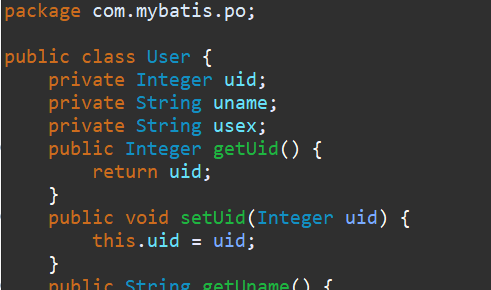 package com.mybatis.po;
public class User {
    private Integer uid;
    private String uname;
    private String usex;
    public Integer getUid() {
        return uid;
    }
    public void setUid(Integer uid) {
        this.uid = uid;
    }
    public String getUname() {